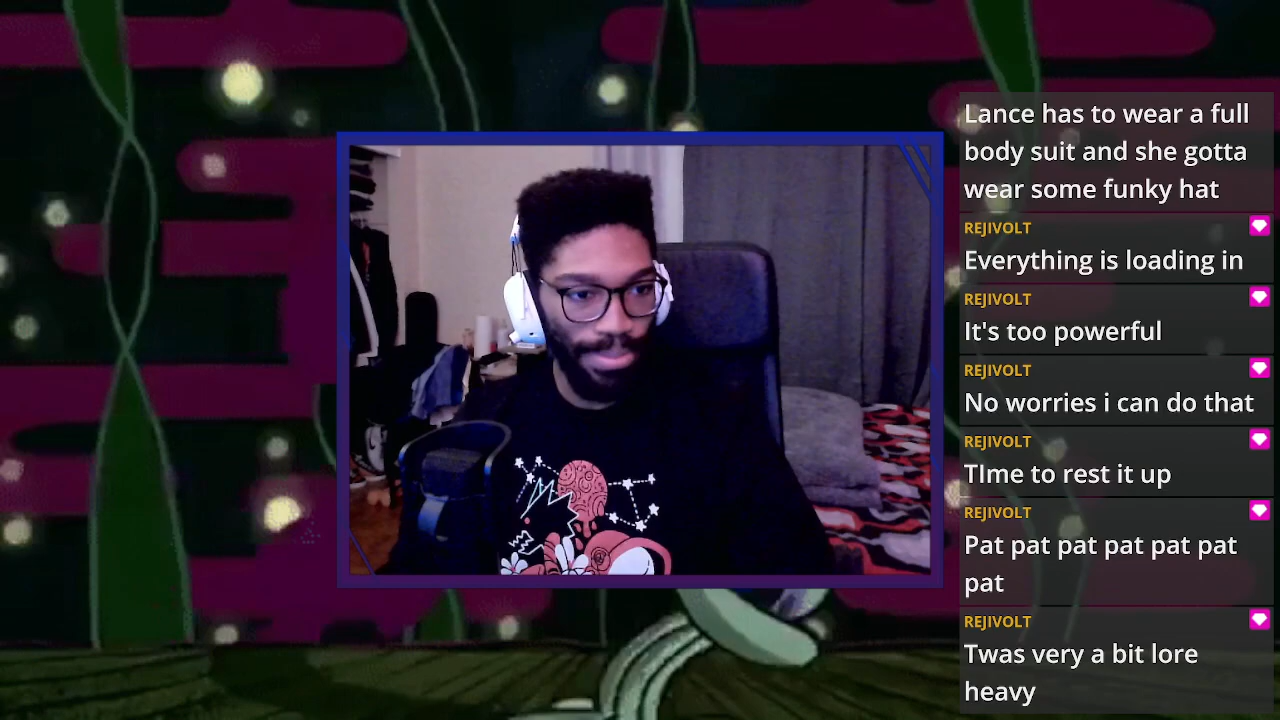 Lance has to wear a full
body suit and she gotta
wear some funky hat
REJIVOLT
Everything is loading in
REJIVOLT
It's too powerful
REJIVOLT
No worries i can do that
REJIVOLT
TIme to rest it up
REJIVOLT
Pat pat pat pat pat pat
pat
REJIVOLT
Twas very a bit lore
heavy